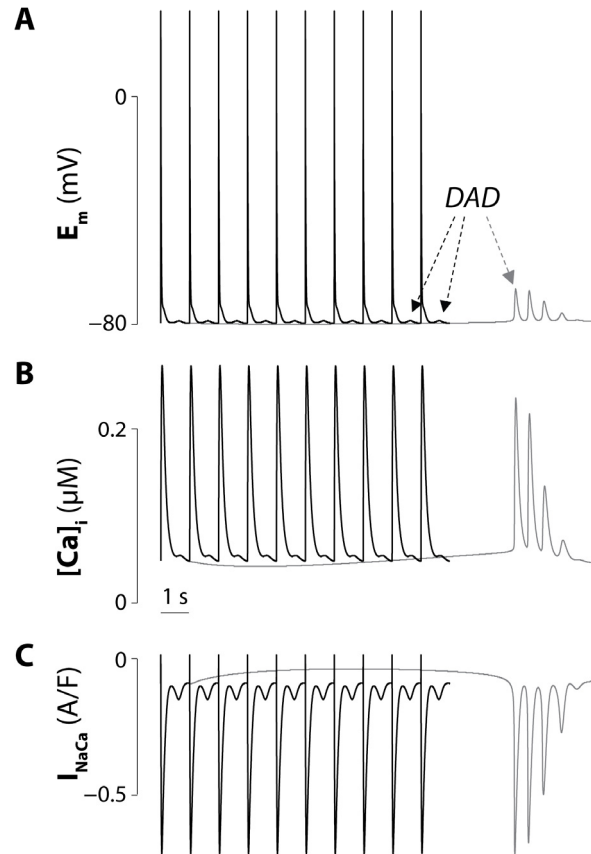 A
0
E_m (mV)
DAD
−80
B
0.2
[Ca]_i (μM)
0
1 s
C
0
I_NaCa (A/F)
−0.5